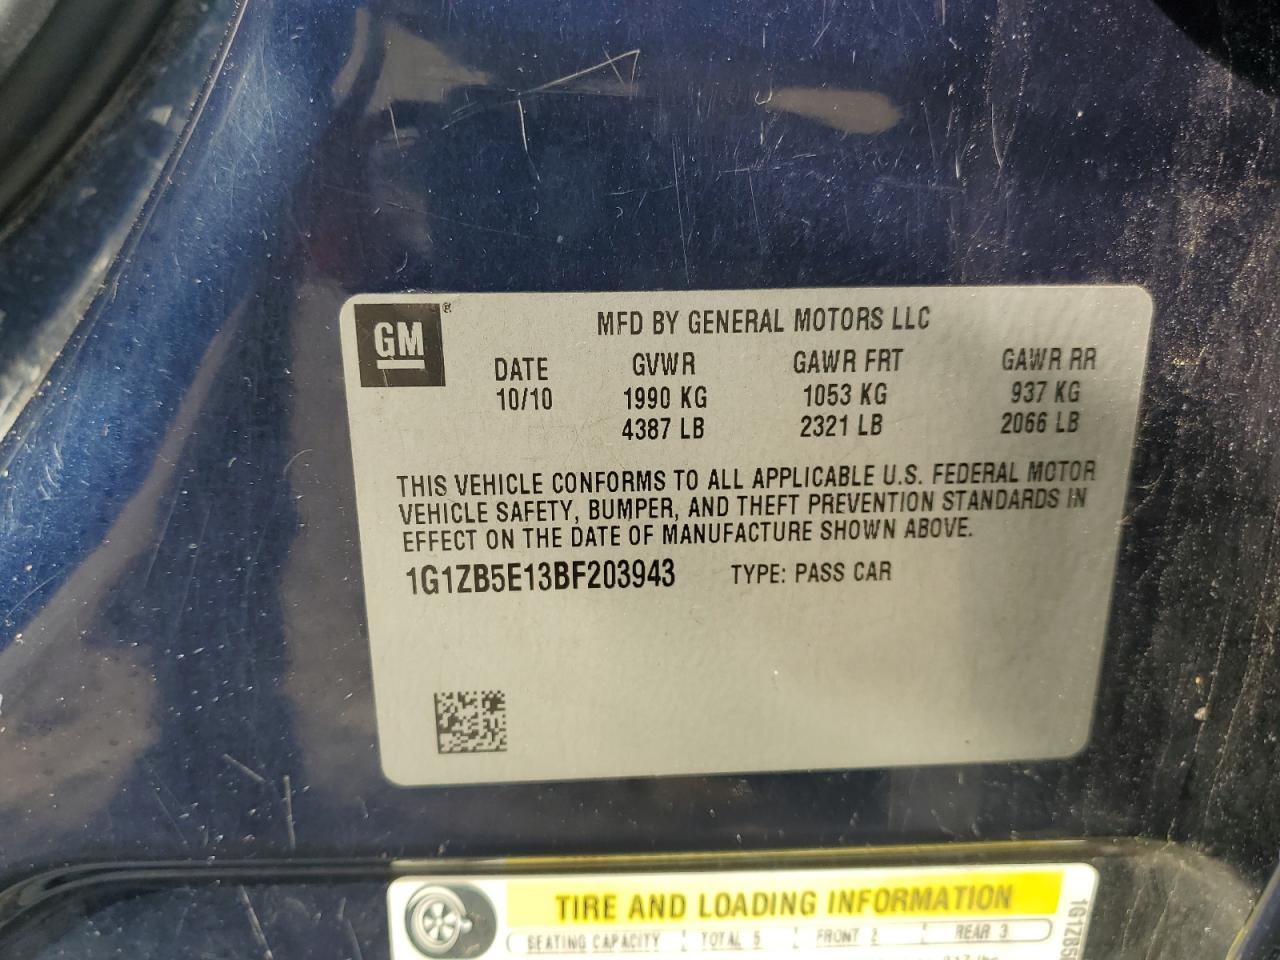 GM ®
MFD BY GENERAL MOTORS LLC
DATE GVWR GAWR FRT GAWR RR
10/10 1990 KG 1053 KG 937 KG
4387 LB 2321 LB 2066 LB
THIS VEHICLE CONFORMS TO ALL APPLICABLE U.S. FEDERAL MOTOR
VEHICLE SAFETY, BUMPER, AND THEFT PREVENTION STANDARDS IN
EFFECT ON THE DATE OF MANUFACTURE SHOWN ABOVE.
1G1ZB5E13BF203943 TYPE: PASS CAR
TIRE AND LOADING INFORMATION
SEATING CAPACITY TOTAL 5 FRONT 2 REAR 3
1G1ZB5